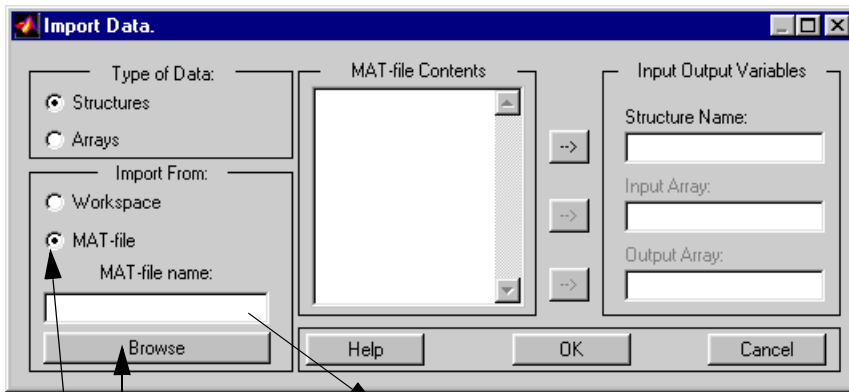 Import Data.
Type of Data:
Structures
Arrays
Import From:
Workspace
MAT-file
MAT-file name:
Browse
MAT-file Contents
-->
-->
-->
Input Output Variables
Structure Name:
Input Array:
Output Array:
Help
OK
Cancel